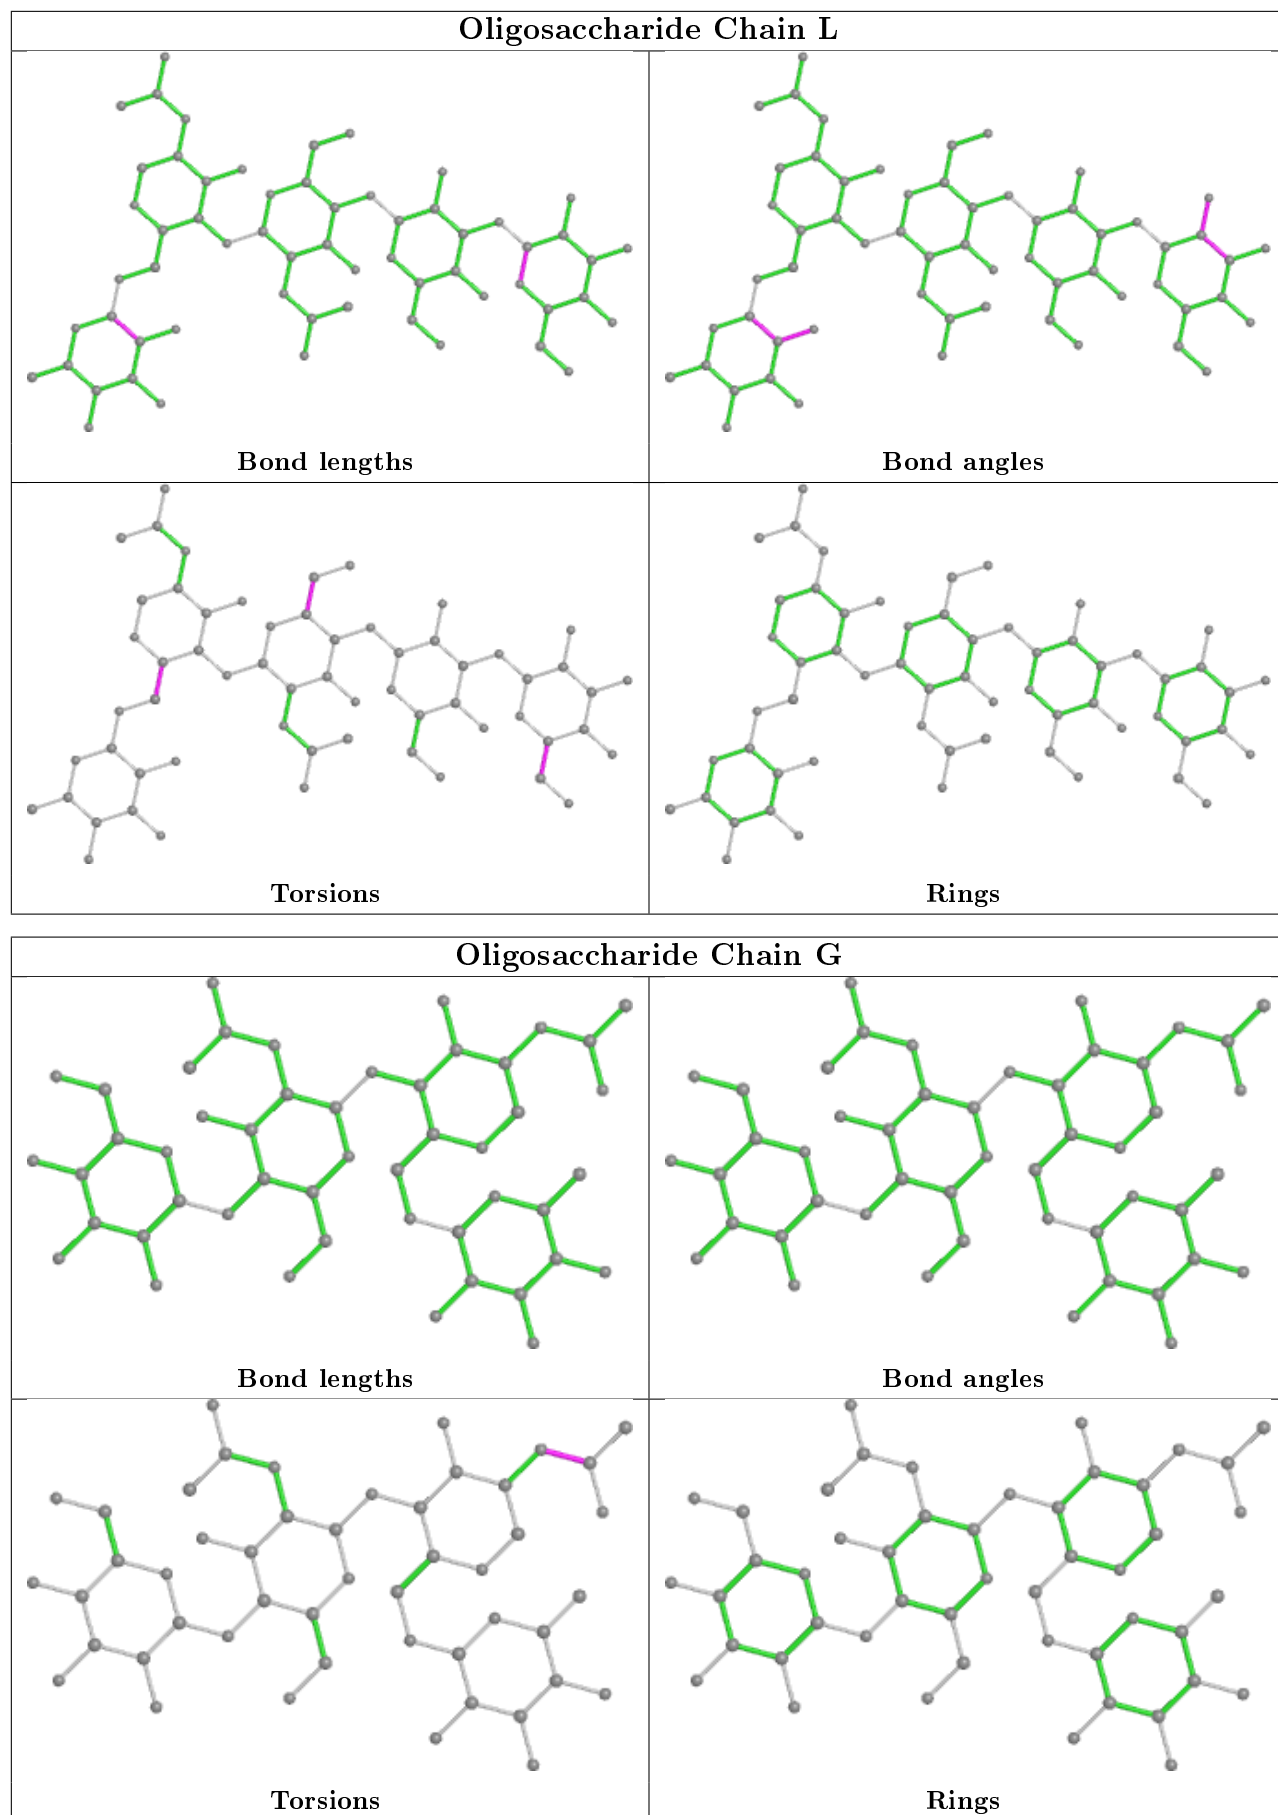 Oligosaccharide Chain L
Bond lengths
Bond angles
Torsions
Rings
Oligosaccharide Chain G
Bond lengths
Bond angles
Torsions
Rings